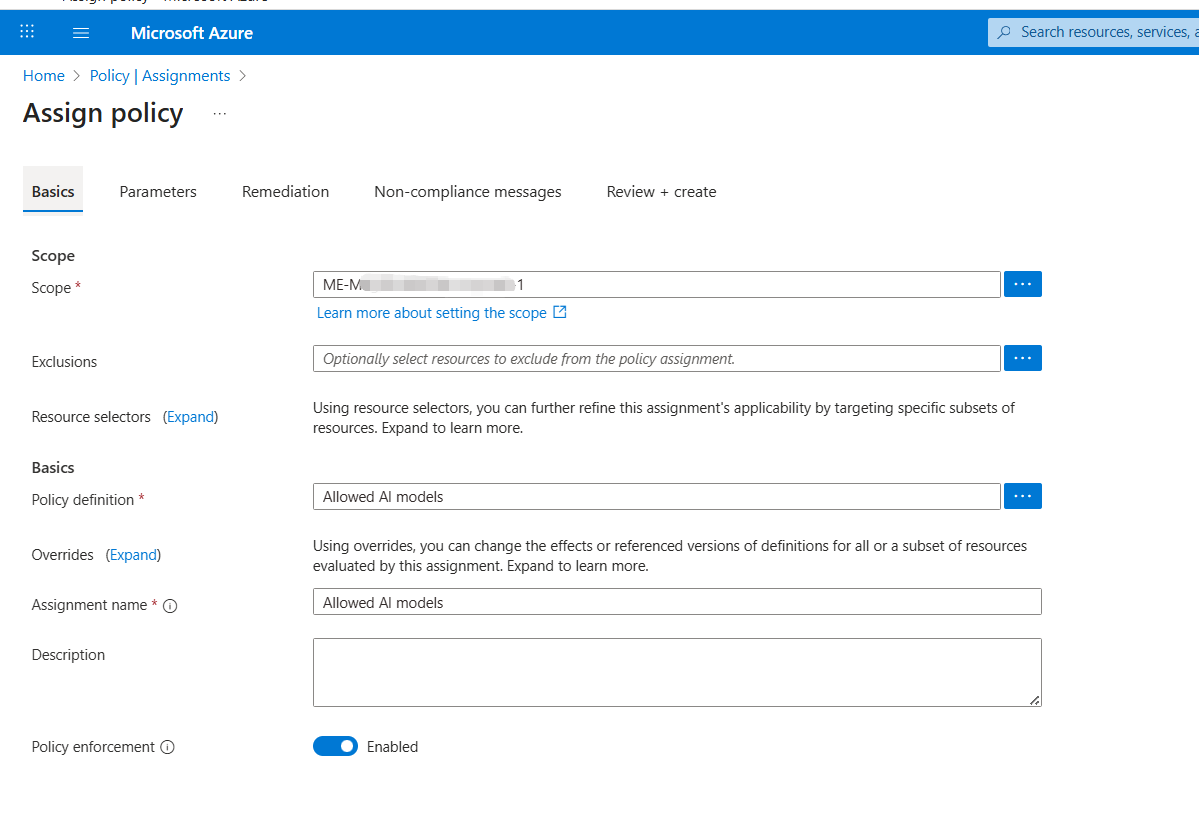 Microsoft Azure
Search resources, services, a
Home > Policy | Assignments >
Assign policy ...
Basics Parameters Remediation Non-compliance messages Review + create
Scope
Scope * ME-M 1 ...
Learn more about setting the scope
Exclusions Optionally select resources to exclude from the policy assignment. ...
Resource selectors (Expand) Using resource selectors, you can further refine this assignment's applicability by targeting specific subsets of
resources. Expand to learn more.
Basics
Policy definition * Allowed AI models ...
Overrides (Expand) Using overrides, you can change the effects or referenced versions of definitions for all or a subset of resources
evaluated by this assignment. Expand to learn more.
Assignment name * Allowed AI models
Description
Policy enforcement Enabled